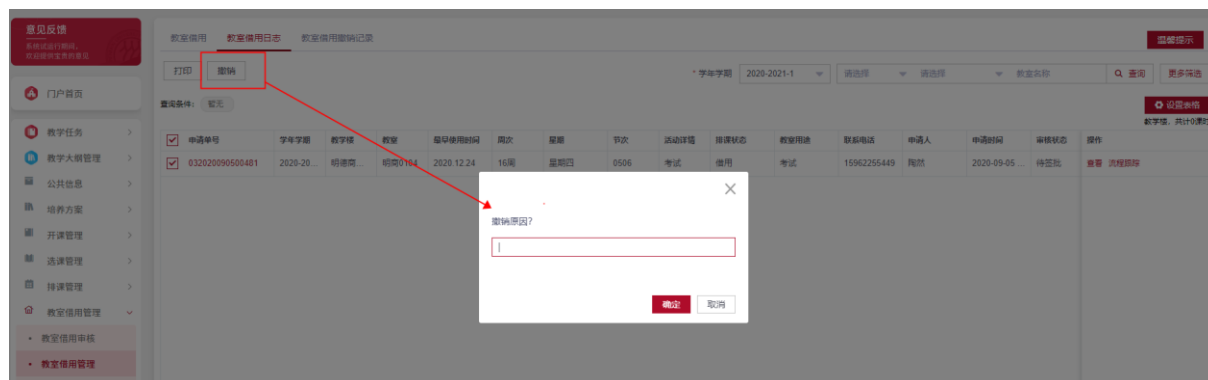 意见反馈
系统试运行期间，
欢迎提供宝贵的意见
门户首页
教学任务
教学大纲管理
公共信息
培养方案
开课管理
选课管理
排课管理
教室借用管理
教室借用审核
教室借用管理
教室借用 教室借用日志 教室借用撤销记录
温馨提示
打印 撤销
* 学年学期 2020-2021-1 请选择 请选择 教室名称 查询 更多筛选
查询条件: 暂无
设置表格
教学楼, 共计0课时
申请单号 学年学期 教学楼 教室 最早使用时间 周次 星期 节次 活动详情 排课状态 教室用途 联系电话 申请人 申请时间 审核状态 操作
032020090500481 2020-20... 明德商... 明商0104 2020.12.24 16周 星期四 0506 考试 借用 考试 15962255449 陶然 2020-09-05 ... 待签批 查看 流程跟踪
撤销原因?
确定 取消